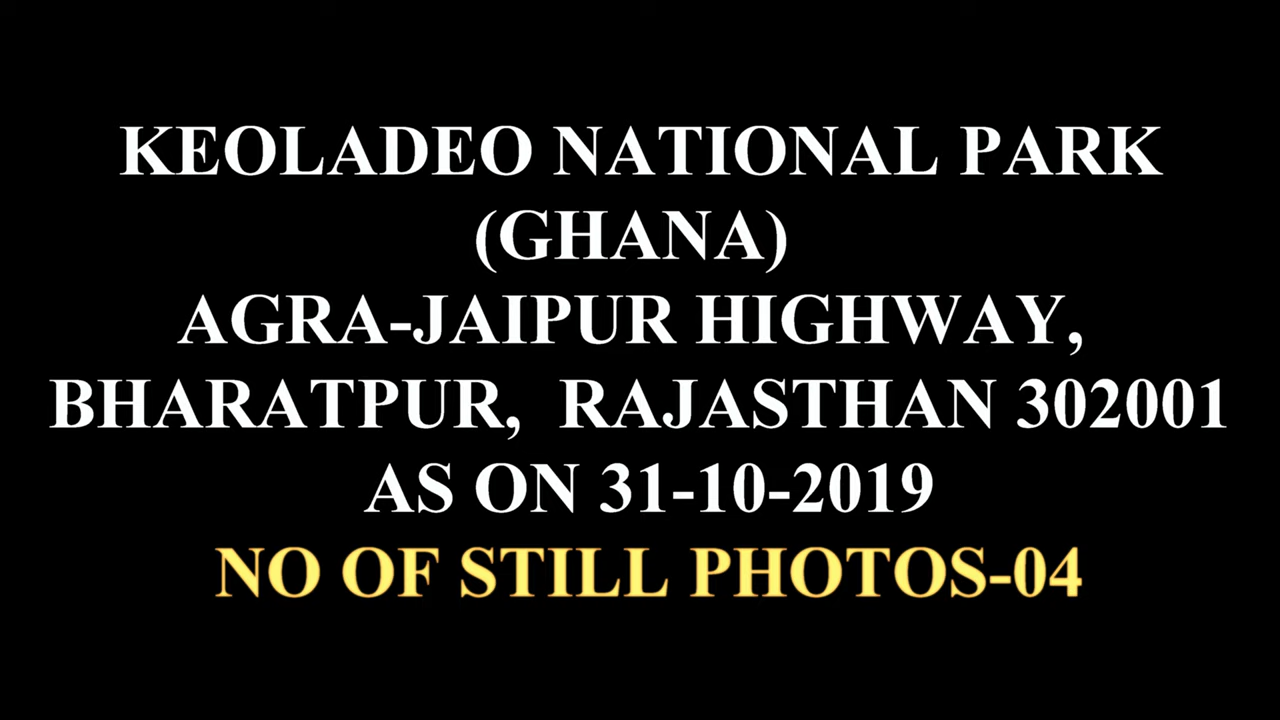 KEOLADEO NATIONAL PARK
(GHANA)
AGRA-JAIPUR HIGHWAY,
BHARATPUR, RAJASTHAN 302001
AS ON 31-10-2019
NO OF STILL PHOTOS-04